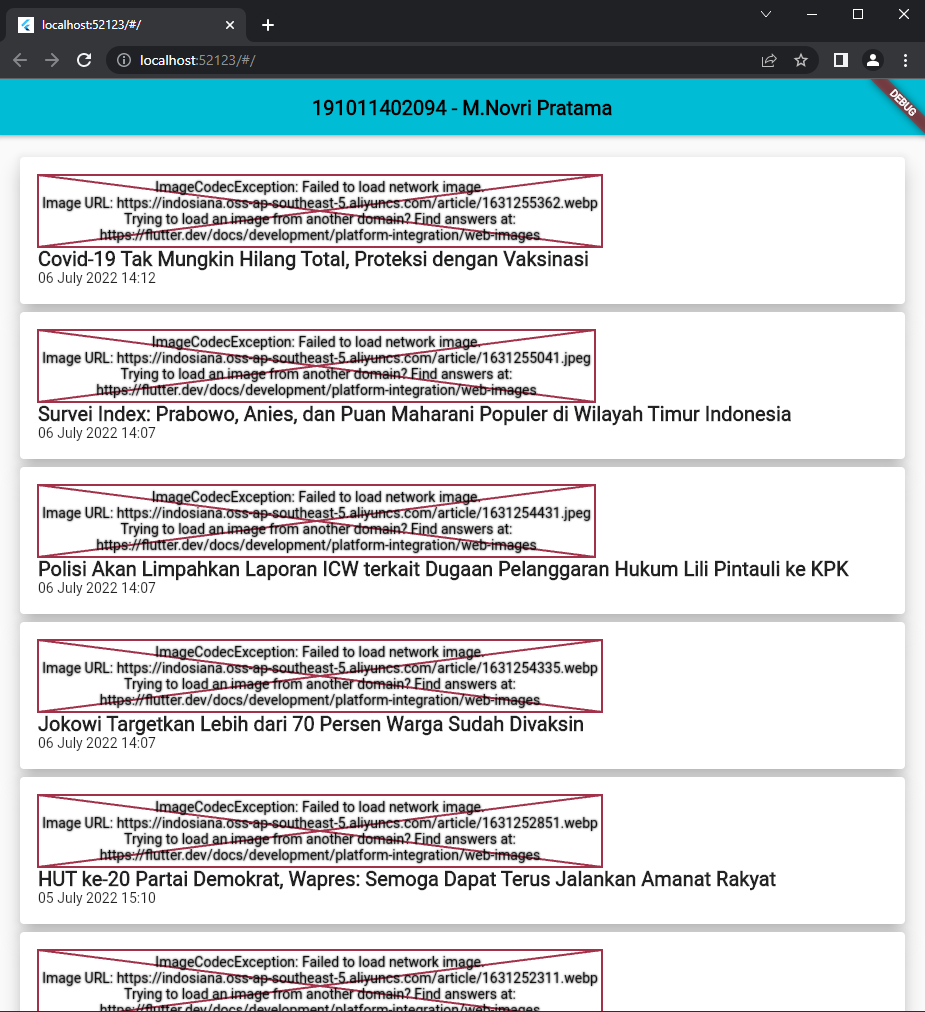 localhost:52123/#/
localhost:52123/#/
191011402094 - M.Novri Pratama
DEBUG
ImageCodecException: Failed to load network image.
Image URL: https://indosiana.oss-ap-southeast-5.aliyuncs.com/article/1631255362.webp
Trying to load an image from another domain? Find answers at:
https://flutter.dev/docs/development/platform-integration/web-images
Covid-19 Tak Mungkin Hilang Total, Proteksi dengan Vaksinasi
06 July 2022 14:12
ImageCodecException: Failed to load network image.
Image URL: https://indosiana.oss-ap-southeast-5.aliyuncs.com/article/1631255041.jpeg
Trying to load an image from another domain? Find answers at:
https://flutter.dev/docs/development/platform-integration/web-images
Survei Index: Prabowo, Anies, dan Puan Maharani Populer di Wilayah Timur Indonesia
06 July 2022 14:07
ImageCodecException: Failed to load network image.
Image URL: https://indosiana.oss-ap-southeast-5.aliyuncs.com/article/1631254431.jpeg
Trying to load an image from another domain? Find answers at:
https://flutter.dev/docs/development/platform-integration/web-images
Polisi Akan Limpahkan Laporan ICW terkait Dugaan Pelanggaran Hukum Lili Pintauli ke KPK
06 July 2022 14:07
ImageCodecException: Failed to load network image.
Image URL: https://indosiana.oss-ap-southeast-5.aliyuncs.com/article/1631254335.webp
Trying to load an image from another domain? Find answers at:
https://flutter.dev/docs/development/platform-integration/web-images
Jokowi Targetkan Lebih dari 70 Persen Warga Sudah Divaksin
06 July 2022 14:07
ImageCodecException: Failed to load network image.
Image URL: https://indosiana.oss-ap-southeast-5.aliyuncs.com/article/1631252851.webp
Trying to load an image from another domain? Find answers at:
https://flutter.dev/docs/development/platform-integration/web-images
HUT ke-20 Partai Demokrat, Wapres: Semoga Dapat Terus Jalankan Amanat Rakyat
05 July 2022 15:10
ImageCodecException: Failed to load network image.
Image URL: https://indosiana.oss-ap-southeast-5.aliyuncs.com/article/1631252311.webp
Trying to load an image from another domain? Find answers at:
https://flutter.dev/docs/development/platform-integration/web-images